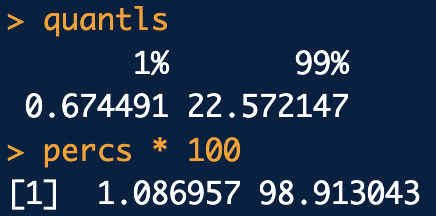 > quantls
1% 99%
0.674491 22.572147
> percs * 100
[1] 1.086957 98.913043